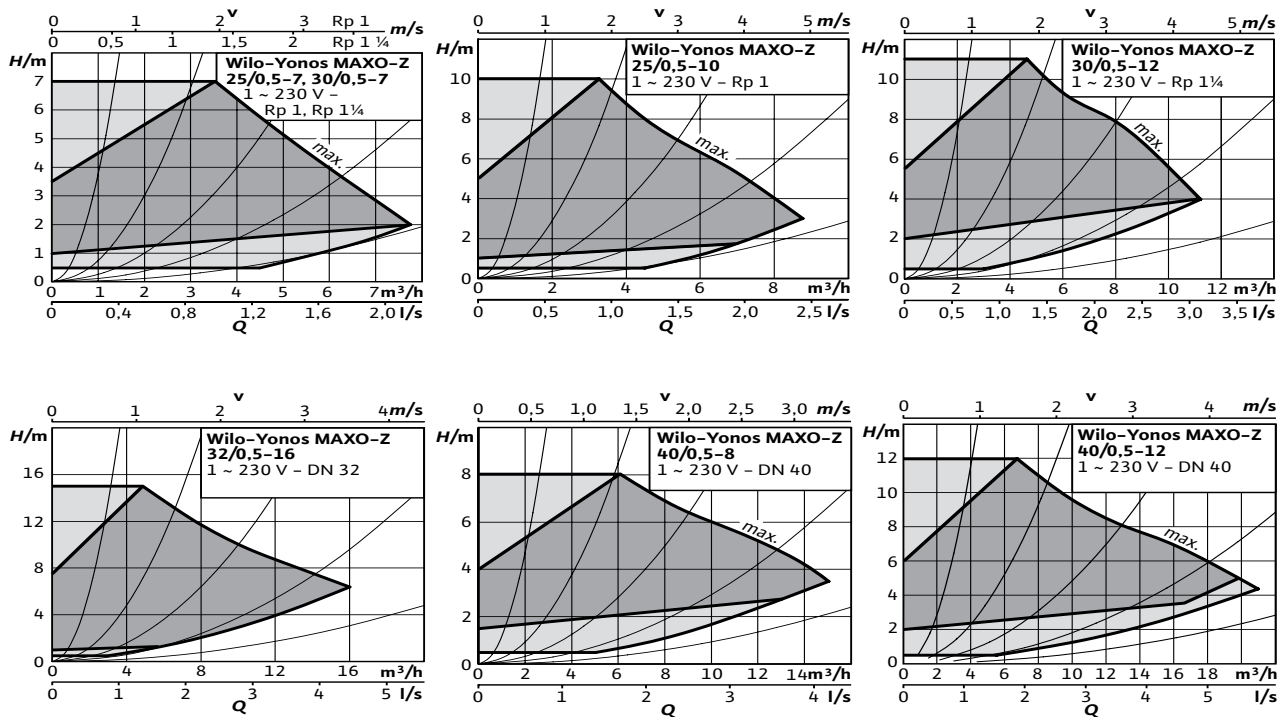 v
0 1 2 3 Rp 1
m/s
0 0,5 1 1,5 2 Rp 1 ¼
H/m
Wilo-Yonos MAXO-Z
25/0,5-7, 30/0,5-7
1 ~ 230 V –
Rp 1, Rp 1¼
max.
7
6
5
4
3
2
1
0
0 1 2 3 4 5 6 7 m³/h
0 0,4 0,8 1,2 1,6 2,0 l/s
Q
v
0 1 2 3 4 5 m/s
H/m
Wilo-Yonos MAXO-Z
25/0,5-10
1 ~ 230 V – Rp 1
max.
10
8
6
4
2
0
0 2 4 6 8 m³/h
0 0,5 1,0 1,5 2,0 2,5 l/s
Q
v
0 1 2 3 4 5 m/s
H/m
Wilo-Yonos MAXO-Z
30/0,5-12
1 ~ 230 V – Rp 1¼
max.
10
8
6
4
2
0
0 2 4 6 8 10 12 m³/h
0 0,5 1,0 1,5 2,0 2,5 3,0 3,5 l/s
Q
v
0 1 2 3 4 m/s
H/m
Wilo-Yonos MAXO-Z
32/0,5-16
1 ~ 230 V – DN 32
16
12
8
4
0
0 4 8 12 16 m³/h
0 1 2 3 4 5 l/s
Q
v
0 0,5 1,0 1,5 2,0 2,5 3,0 m/s
H/m
Wilo-Yonos MAXO-Z
40/0,5-8
1 ~ 230 V – DN 40
max.
8
6
4
2
0
0 2 4 6 8 10 12 14 m³/h
0 1 2 3 4 l/s
Q
v
0 1 2 3 4 m/s
H/m
Wilo-Yonos MAXO-Z
40/0,5-12
1 ~ 230 V – DN 40
max.
12
10
8
6
4
2
0
0 2 4 6 8 10 12 14 16 18 m³/h
0 1 2 3 4 5 l/s
Q